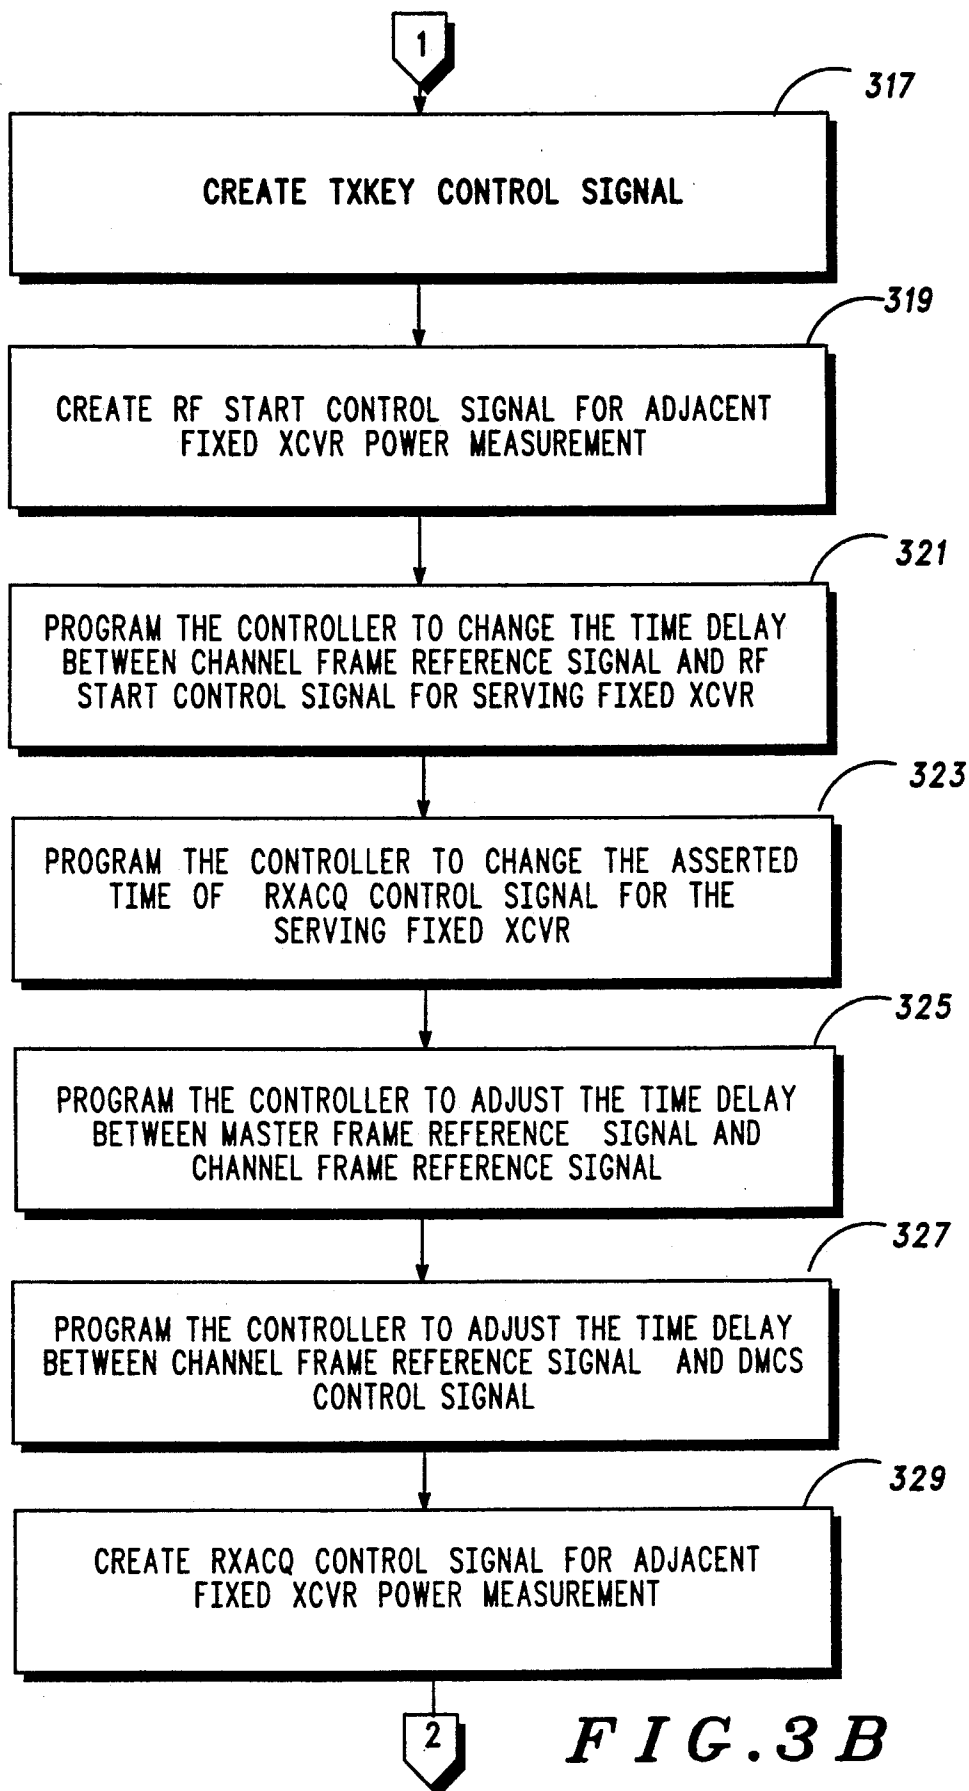 1
317
CREATE TXKEY CONTROL SIGNAL
319
CREATE RF START CONTROL SIGNAL FOR ADJACENT
FIXED XCVR POWER MEASUREMENT
321
PROGRAM THE CONTROLLER TO CHANGE THE TIME DELAY
BETWEEN CHANNEL FRAME REFERENCE SIGNAL AND RF
START CONTROL SIGNAL FOR SERVING FIXED XCVR
323
PROGRAM THE CONTROLLER TO CHANGE THE ASSERTED
TIME OF RXACQ CONTROL SIGNAL FOR THE
SERVING FIXED XCVR
325
PROGRAM THE CONTROLLER TO ADJUST THE TIME DELAY
BETWEEN MASTER FRAME REFERENCE SIGNAL AND
CHANNEL FRAME REFERENCE SIGNAL
327
PROGRAM THE CONTROLLER TO ADJUST THE TIME DELAY
BETWEEN CHANNEL FRAME REFERENCE SIGNAL AND DMCS
CONTROL SIGNAL
329
CREATE RXACQ CONTROL SIGNAL FOR ADJACENT
FIXED XCVR POWER MEASUREMENT
2
FIG.3B